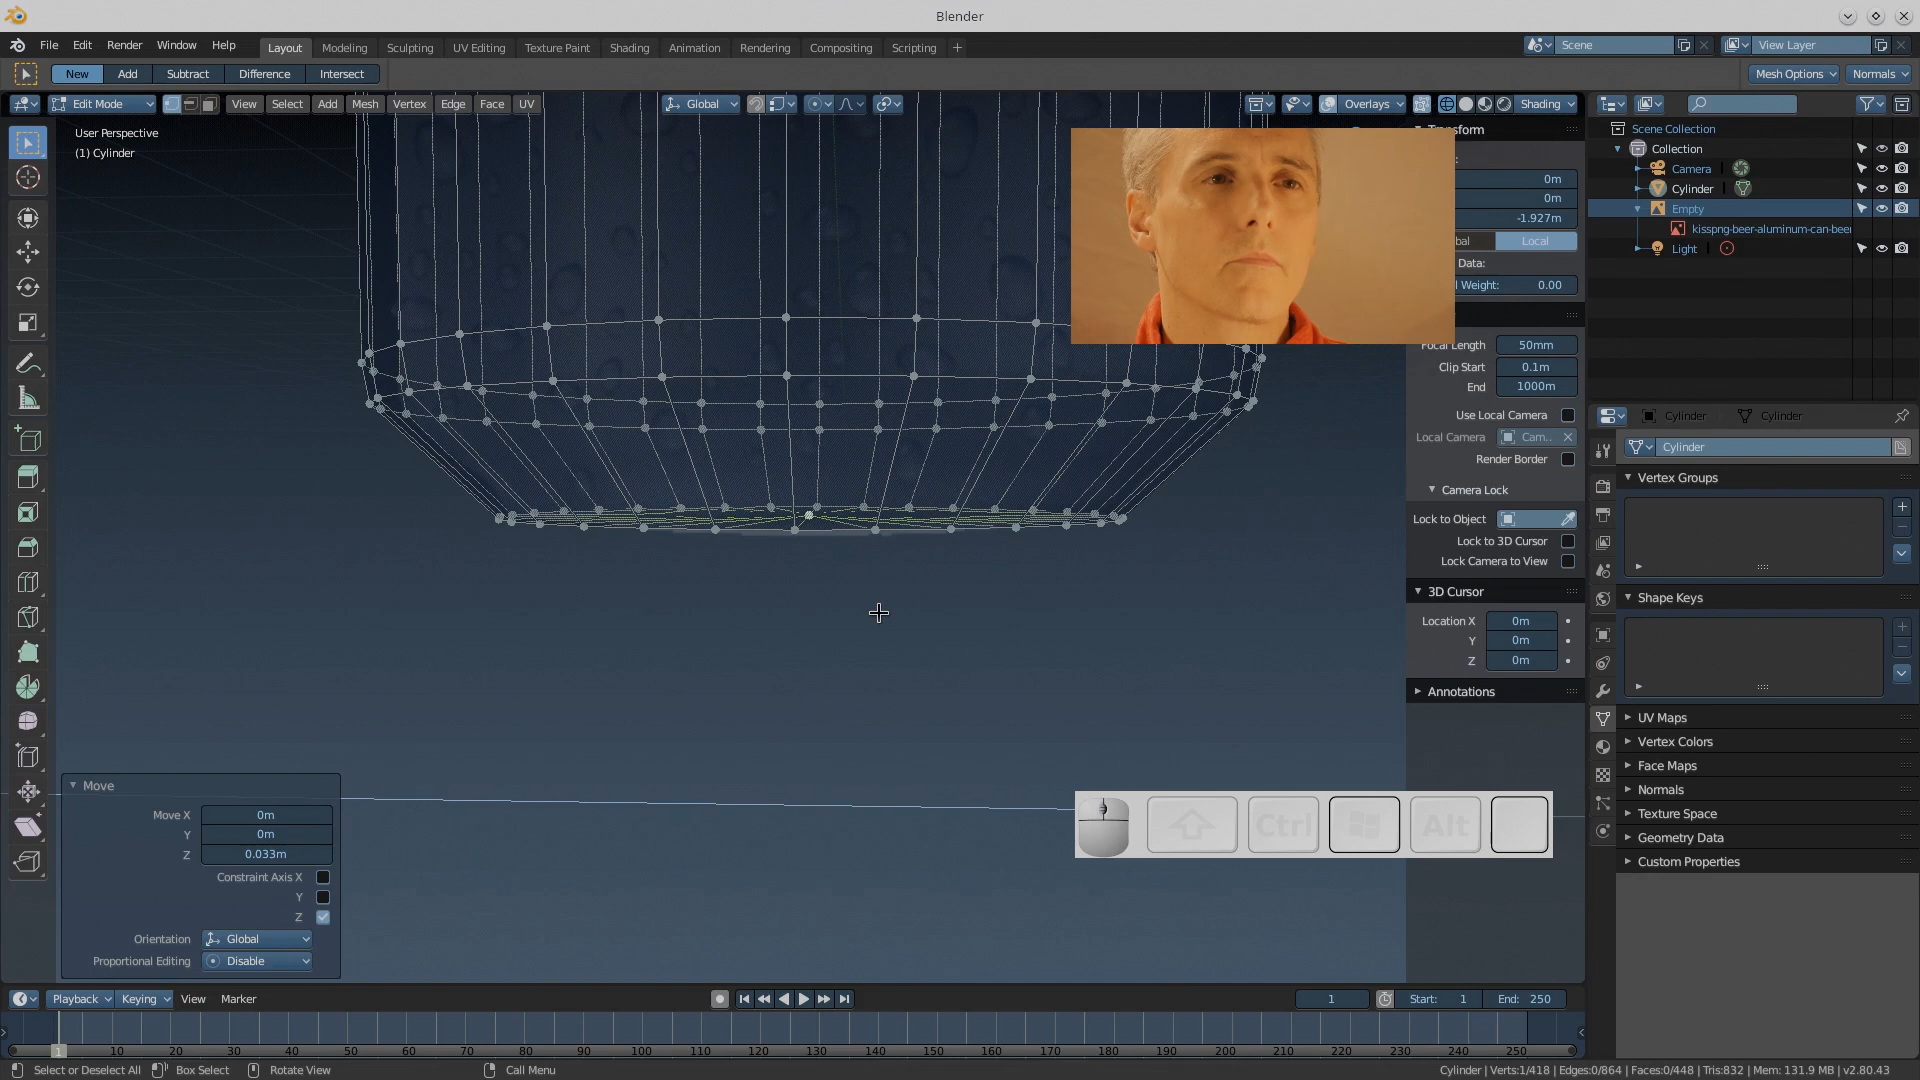 Blender
File Edit Render Window Help
Layout Modeling Sculpting UV Editing Texture Paint Shading Animation Rendering Compositing Scripting +
Scene
View Layer
New Add Subtract Difference Intersect
Mesh Options Normals
Edit Mode View Select Add Mesh Vertex Edge Face UV
Global
Overlays Shading
User Perspective
(1) Cylinder
Transform
0m
0m
-1.927m
bal Local
Data:
Weight: 0.00
Focal Length 50mm
Clip Start 0.1m
End 1000m
Use Local Camera
Local Camera Cam..
Render Border
Camera Lock
Lock to Object
Lock to 3D Cursor
Lock Camera to View
3D Cursor
Location X 0m
Y 0m
Z 0m
Annotations
Scene Collection
Collection
Camera
Cylinder
Empty
kisspng-beer-aluminum-can-beer
Light
Cylinder Cylinder
Cylinder
Vertex Groups
Shape Keys
UV Maps
Vertex Colors
Face Maps
Normals
Texture Space
Geometry Data
Custom Properties
Move
Move X 0m
Y 0m
Z 0.033m
Constraint Axis X
Y
Z
Orientation Global
Proportional Editing Disable
Ctrl Alt
Playback Keying View Marker
1 Start: 1 End: 250
1 10 20 30 40 50 60 70 80 90 100 110 120 130 140 150 160 170 180 190 200 210 220 230 240 250
Select or Deselect All Box Select Rotate View Call Menu
Cylinder | Verts:1/418 | Edges:0/864 | Faces:0/448 | Tris:832 | Mem: 131.9 MB | v2.80.43